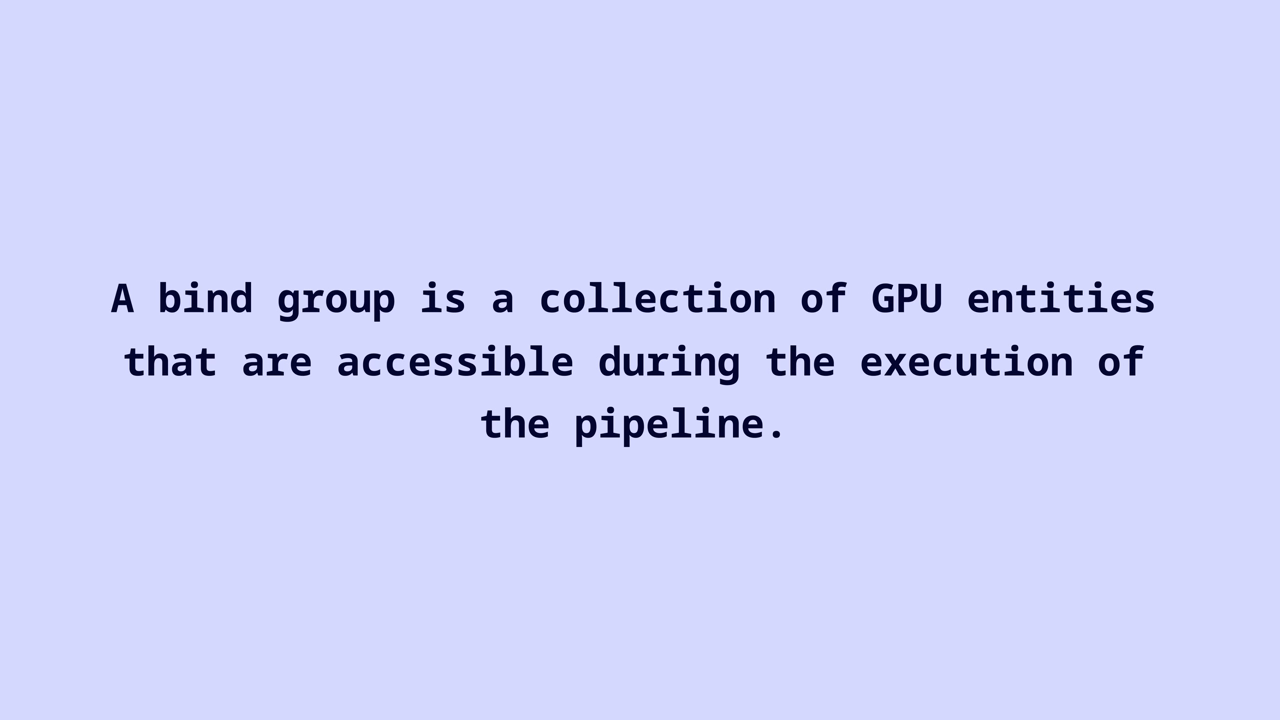 A bind group is a collection of GPU entities
that are accessible during the execution of
the pipeline.